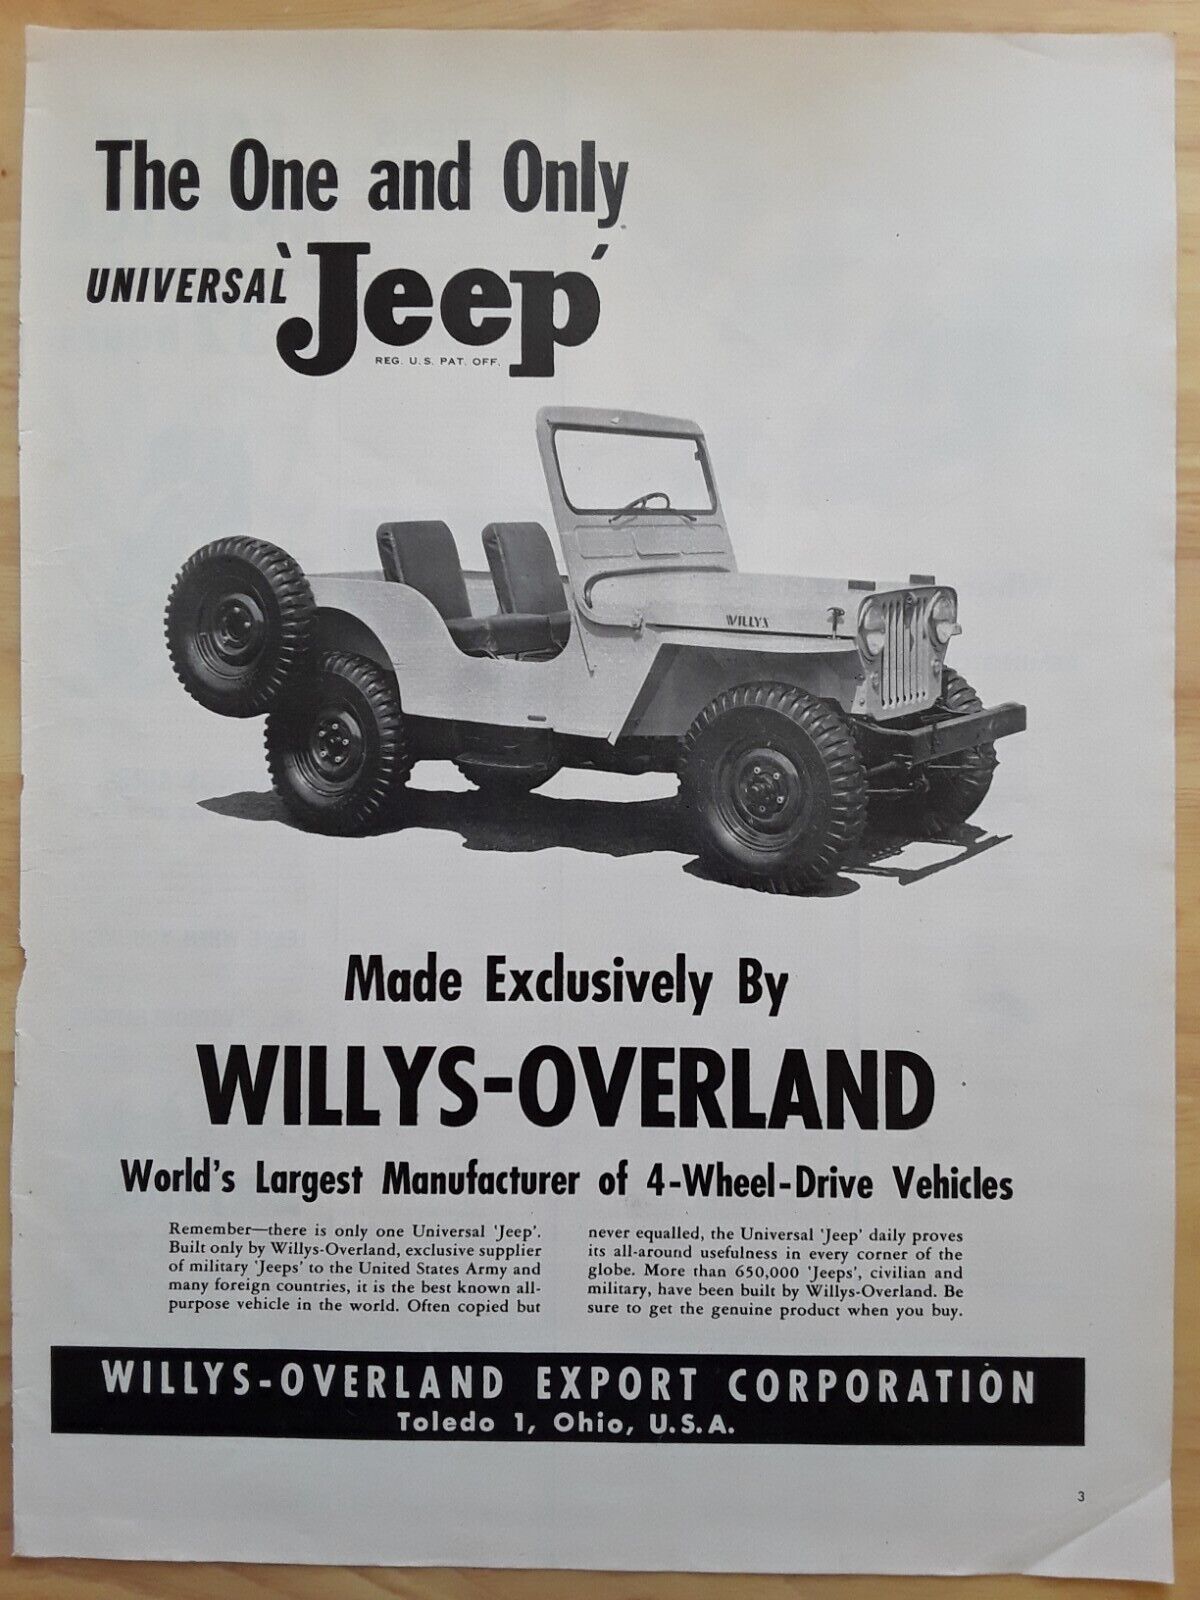 The One and Only
UNIVERSAL 'Jeep'
REG. U.S. PAT. OFF.
WILLYS
Made Exclusively By
WILLYS-OVERLAND
World's Largest Manufacturer of 4-Wheel-Drive Vehicles
Remember—there is only one Universal 'Jeep'.
Built only by Willys-Overland, exclusive supplier
of military 'Jeeps' to the United States Army and
many foreign countries, it is the best known all-
purpose vehicle in the world. Often copied but
never equalled, the Universal 'Jeep' daily proves
its all-around usefulness in every corner of the
globe. More than 650,000 'Jeeps', civilian and
military, have been built by Willys-Overland. Be
sure to get the genuine product when you buy.
WILLYS-OVERLAND EXPORT CORPORATION
Toledo 1, Ohio, U.S.A.
3